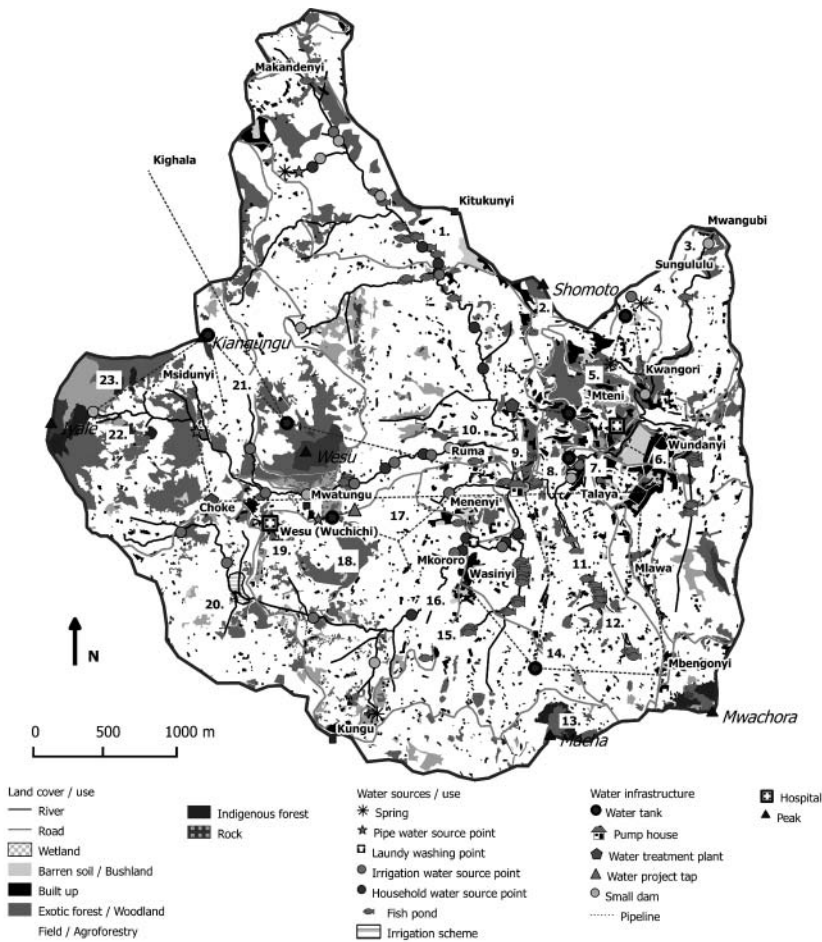 Makandenyi
Kighala
Kitukunyi
1.
Mwangubi
3.
Sungululu
4.
Shomoto
2.
Kiangungu
Msidunyi
23.
21.
5.
Kwangori
Mteni
22.
Iyale
Wesu
10.
Ruma
9.
Wundanyi
6.
8.
7.
Mwatungu
Menenyi
Talaya
Choke
17.
Wesu (Wuchichi)
19.
18.
Mkororo
Wasinyi
11.
Mlawa
20.
16.
15.
12.
14.
Mbengonyi
N
Kungu
13.
Macha
Mwachora
0 500 1000 m
Land cover / use
River
Road
Wetland
Barren soil / Bushland
Built up
Exotic forest / Woodland
Field / Agroforestry
Indigenous forest
Rock
Water sources / use
Spring
Pipe water source point
Laundy washing point
Irrigation water source point
Household water source point
Fish pond
Irrigation scheme
Water infrastructure
Water tank
Pump house
Water treatment plant
Water project tap
Small dam
Pipeline
Hospital
Peak